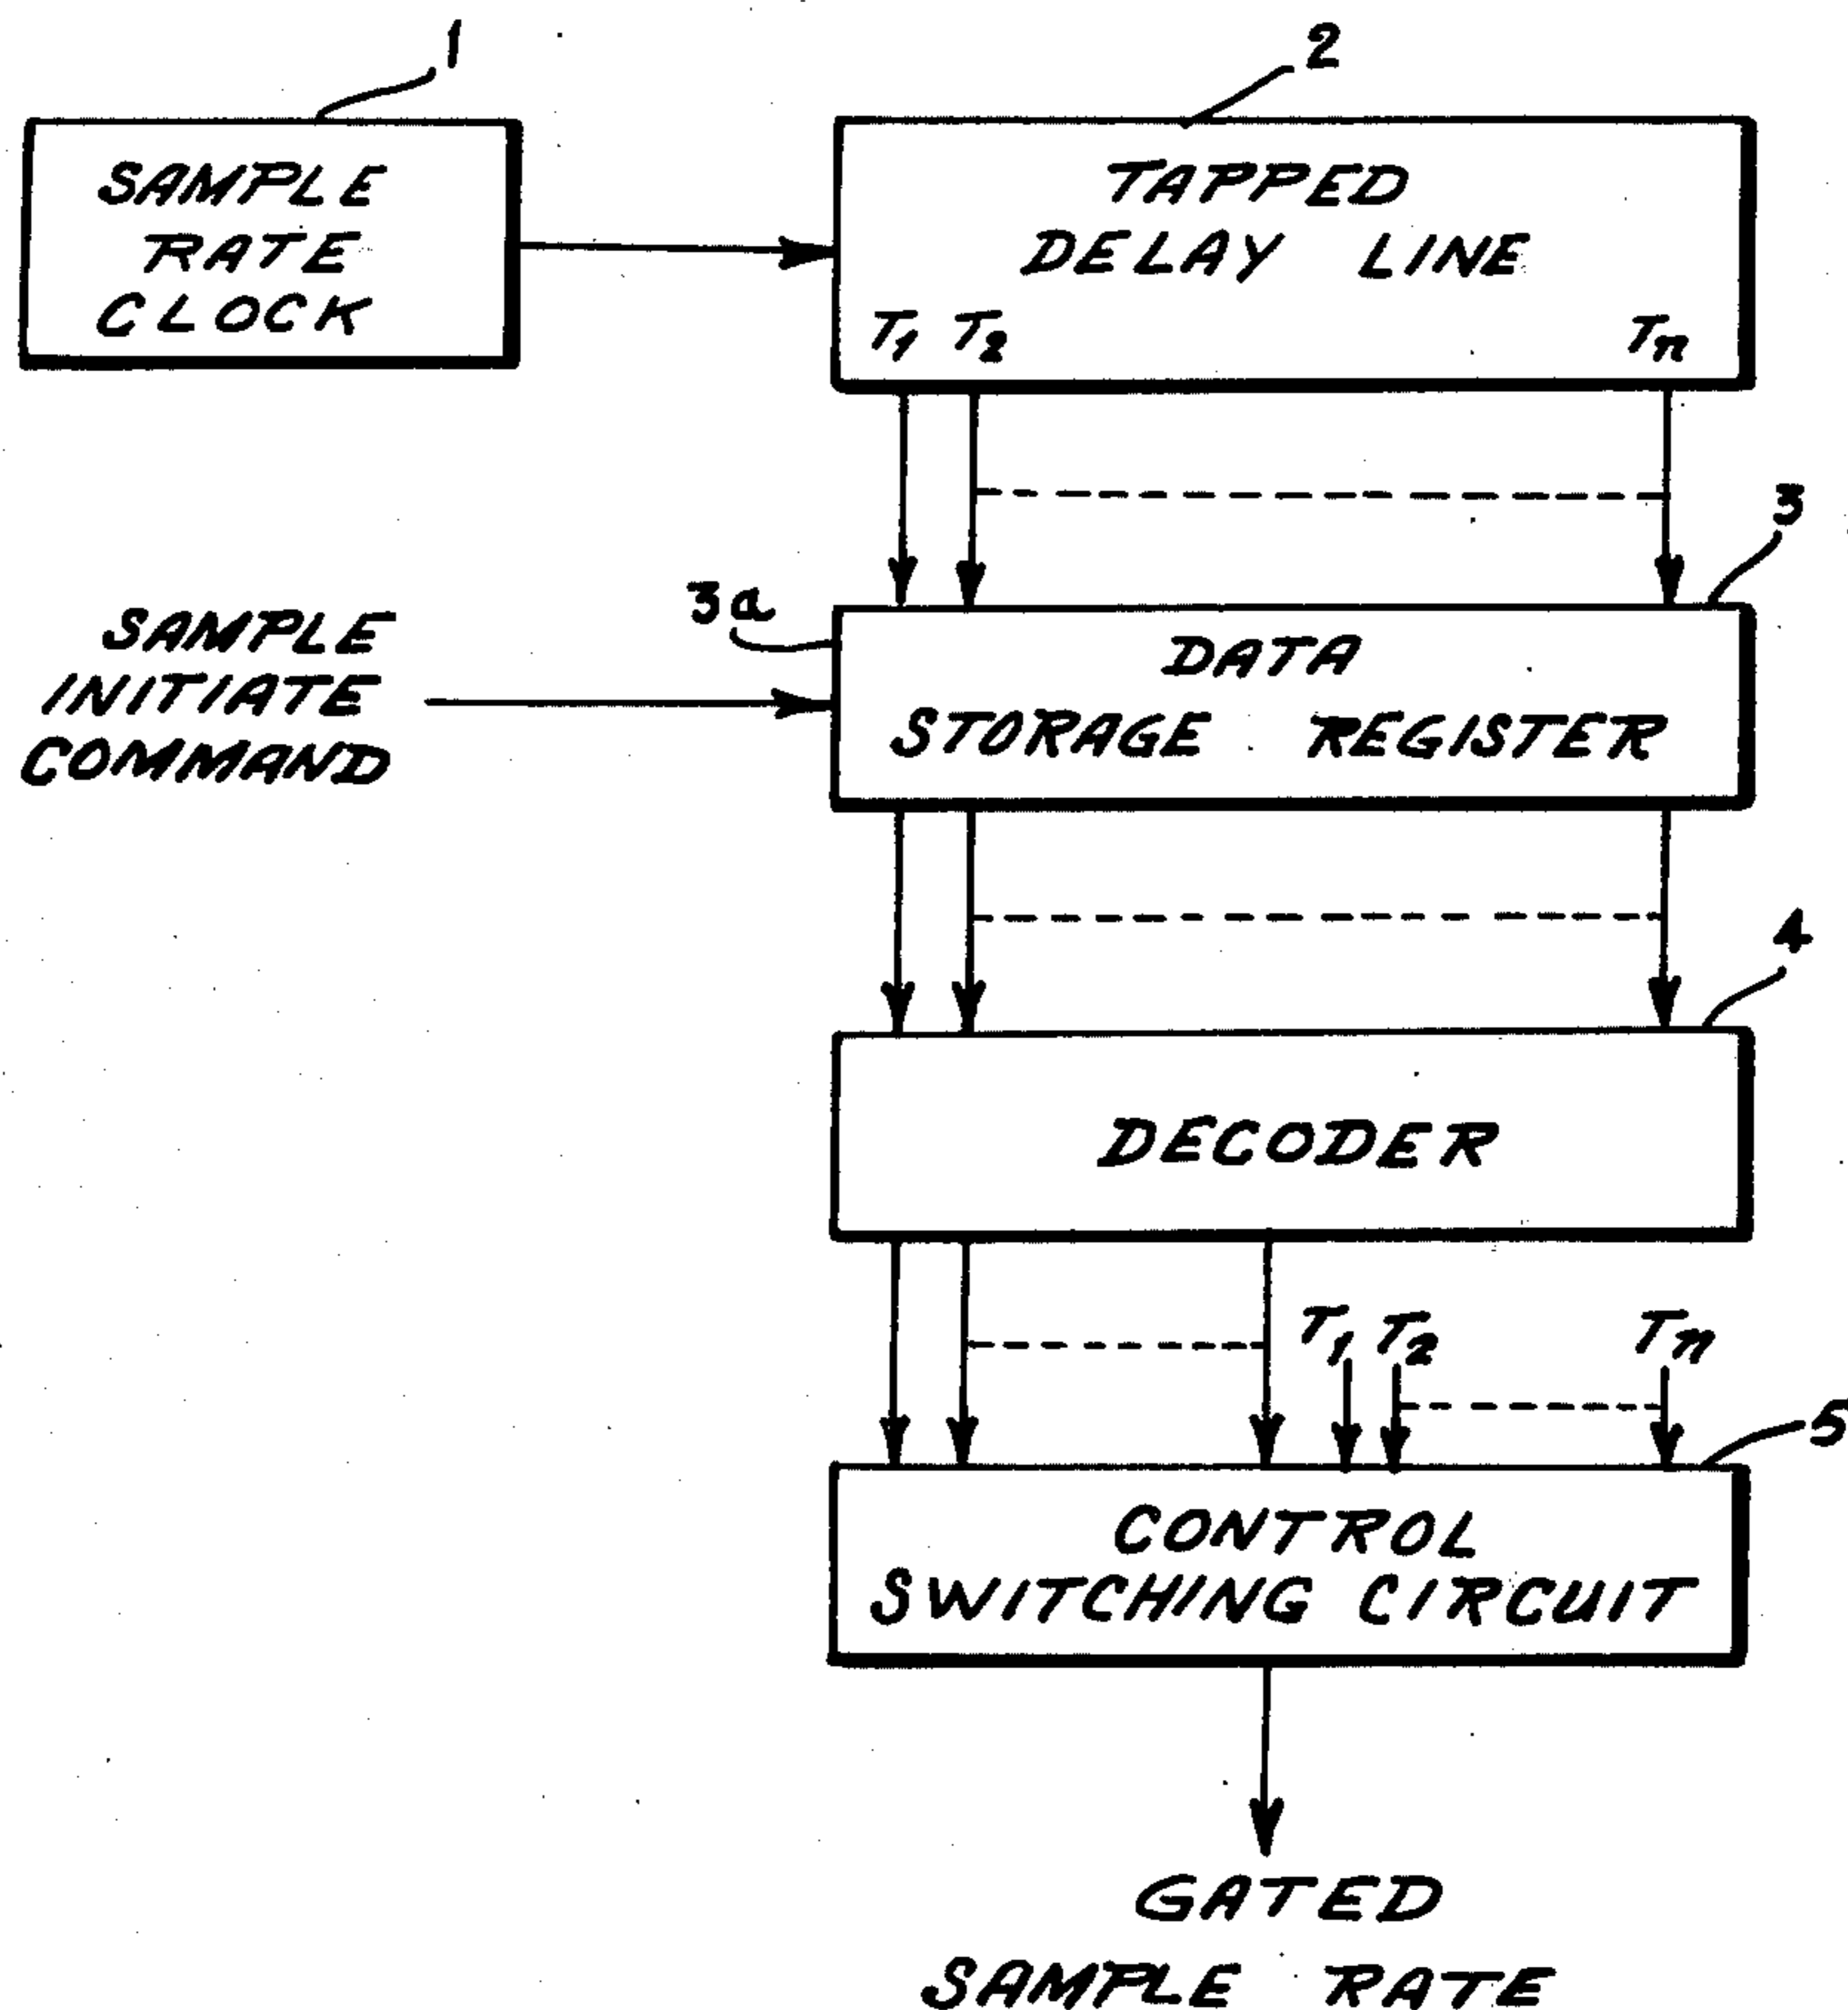 1
2
SAMPLE
RATE
CLOCK
TAPPED
DELAY LINE
T1 T2 Tn
3
3a
SAMPLE
INITIATE
COMMAND
DATA
STORAGE REGISTER
4
DECODER
T1 T2 Tn
5
CONTROL
SWITCHING CIRCUIT
GATED
SAMPLE RATE